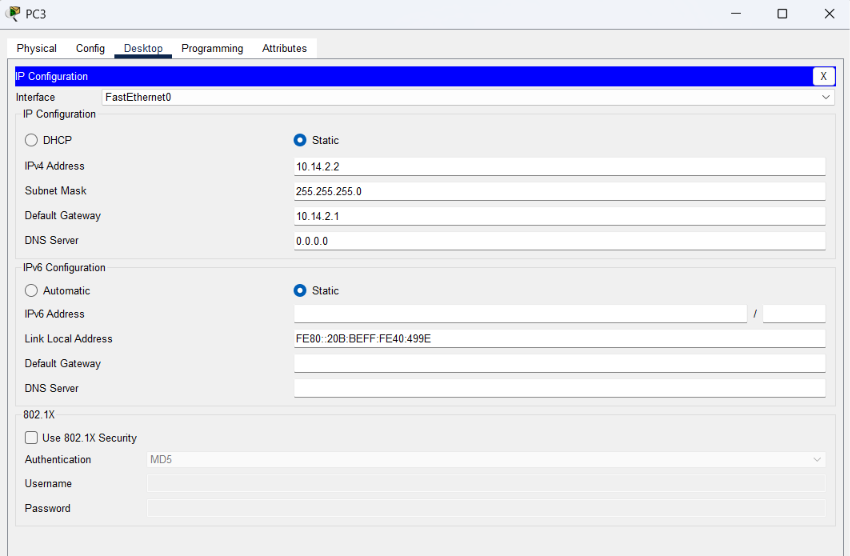 PC3
Physical Config Desktop Programming Attributes
IP Configuration X
Interface FastEthernet0
IP Configuration
DHCP Static
IPv4 Address 10.14.2.2
Subnet Mask 255.255.255.0
Default Gateway 10.14.2.1
DNS Server 0.0.0.0
IPv6 Configuration
Automatic Static
IPv6 Address /
Link Local Address FE80::20B:BEFF:FE40:499E
Default Gateway
DNS Server
802.1X
Use 802.1X Security
Authentication MD5
Username
Password